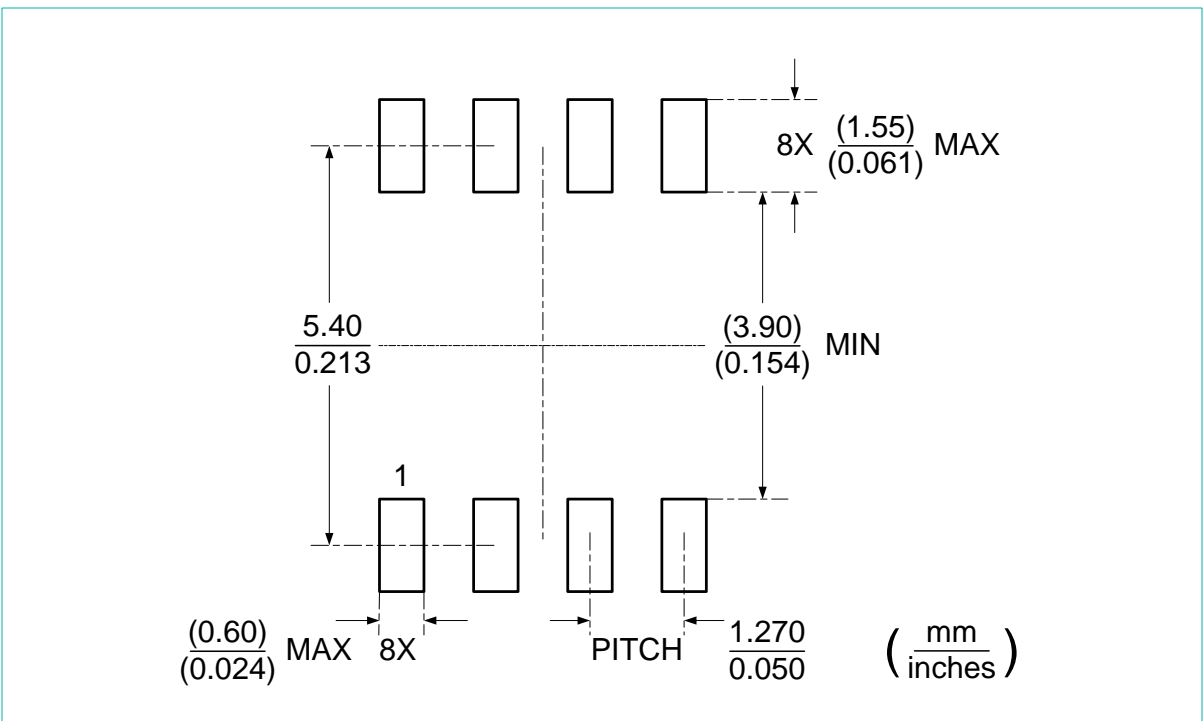 8X (1.55) MAX
(0.061)
5.40
0.213
(3.90) MIN
(0.154)
1
(0.60) MAX 8X
(0.024)
PITCH 1.270
0.050
( mm
inches )